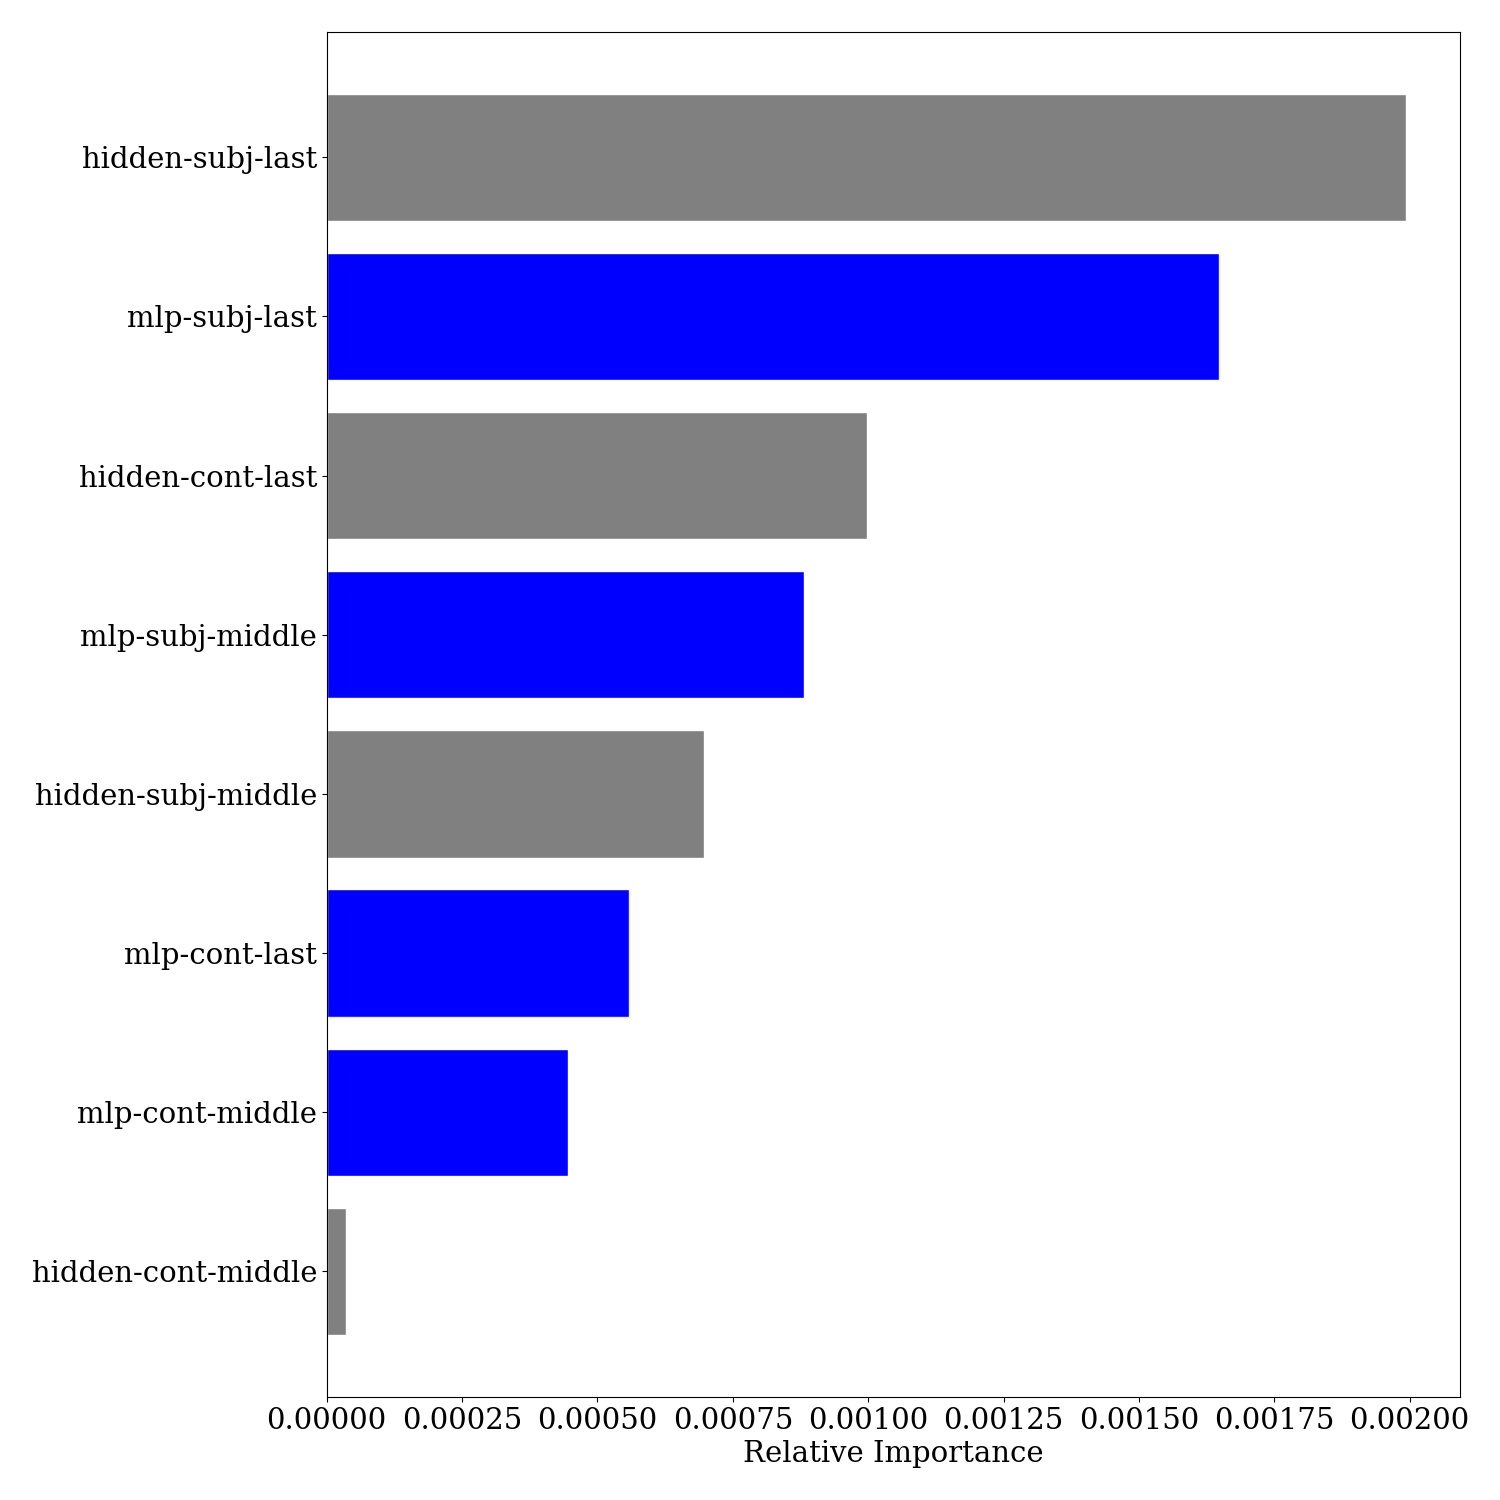 hidden-subj-last
mlp-subj-last
hidden-cont-last
mlp-subj-middle
hidden-subj-middle
mlp-cont-last
mlp-cont-middle
hidden-cont-middle
0.00000 0.00025 0.00050 0.00075 0.00100 0.00125 0.00150 0.00175 0.00200
Relative Importance